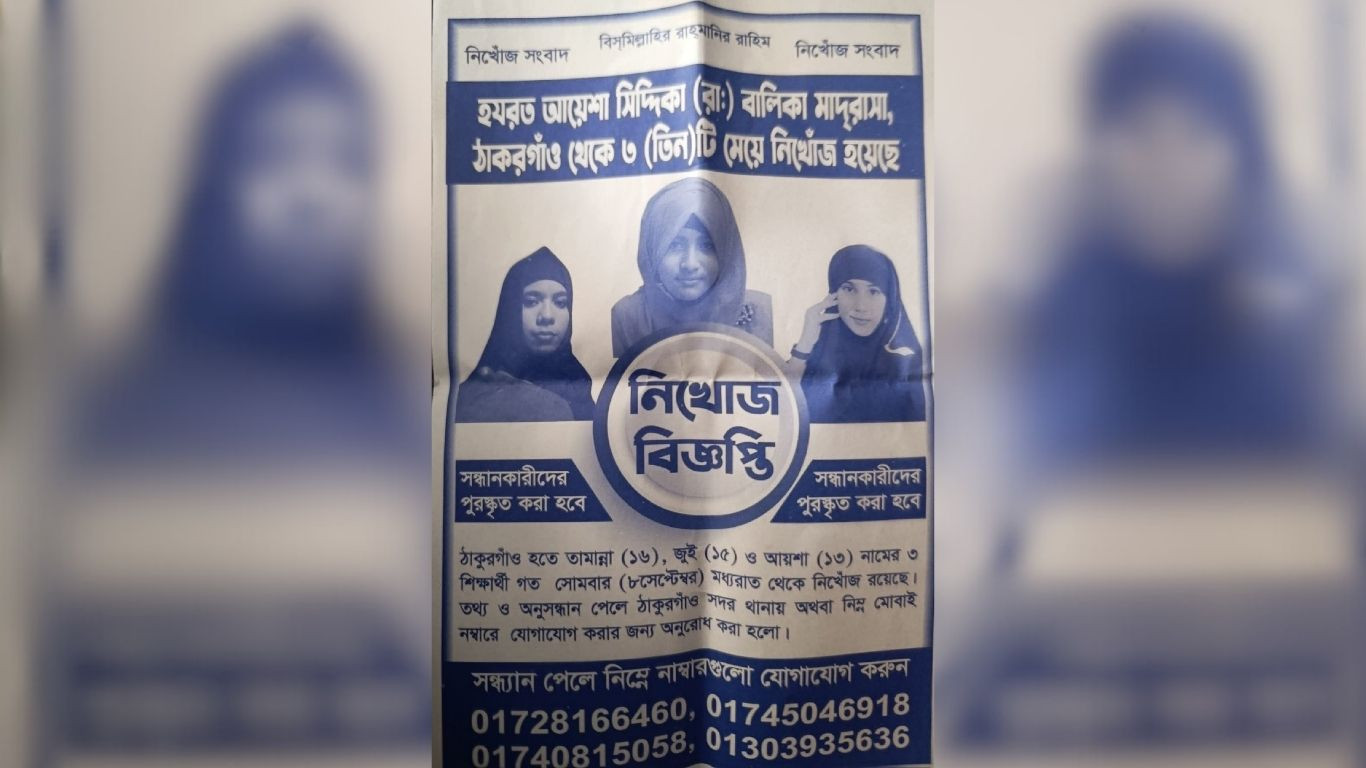 বিস্‌মিল্লাহির রাহমানির রাহিম
নিখোঁজ সংবাদ নিখোঁজ সংবাদ
হযরত আয়েশা সিদ্দিকা (রা:) বালিকা মাদ্‌রাসা,
ঠাকরগাঁও থেকে ৩ (তিন)টি মেয়ে নিখোঁজ হয়েছে
নিখোজ
বিজ্ঞপ্তি
সন্ধানকারীদের
পুরস্কৃত করা হবে
সন্ধানকারীদের
পুরস্কৃত করা হবে
ঠাকুরগাঁও হতে তামান্না (১৬), জুই (১৫) ও আয়শা (১৩) নামের ৩
শিক্ষার্থী গত সোমবার (৮সেপ্টেম্বর) মধ্যরাত থেকে নিখোঁজ রয়েছে।
তথ্য ও অনুসন্ধান পেলে ঠাকুরগাঁও সদর থানায় অথবা নিম্ন মোবাই
নম্বারে যোগাযোগ করার জন্য অনুরোধ করা হলো।
সন্ধ্যান পেলে নিম্নে নাম্বারগুলো যোগাযোগ করুন
01728166460, 01745046918
01740815058, 01303935636